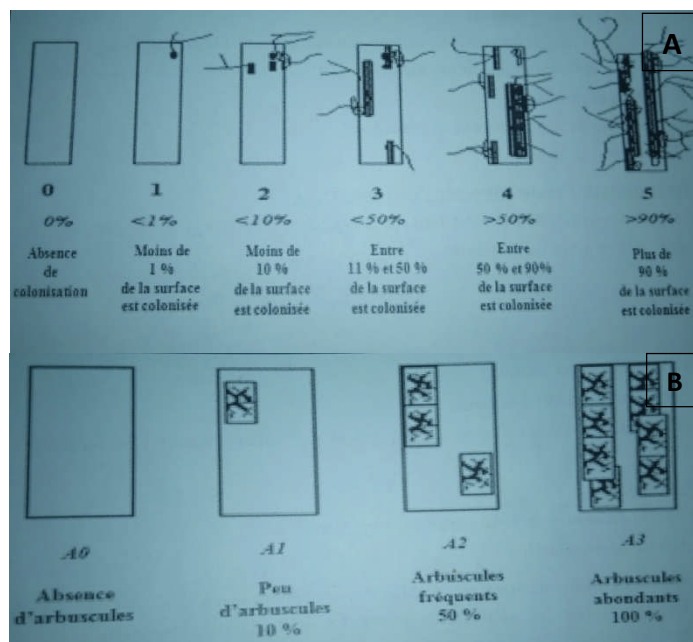 A
0
1
2
3
4
5
0%
<1%
<10%
<50%
>50%
>90%
Absence
de
colonisation
Moins de
1 %
de la surface
est colonisée
Moins de
10 %
de la surface
est colonisée
Entre
11 % et 50 %
de la surface
est colonisée
Entre
50 % et 90%
de la surface
est colonisée
Plus de
90 %
de la surface
est colonisée
B
A0
A1
A2
A3
Absence
d'arbuscules
Peu
d'arbuscules
10 %
Arbuscules
fréquents
50 %
Arbuscules
abondants
100 %